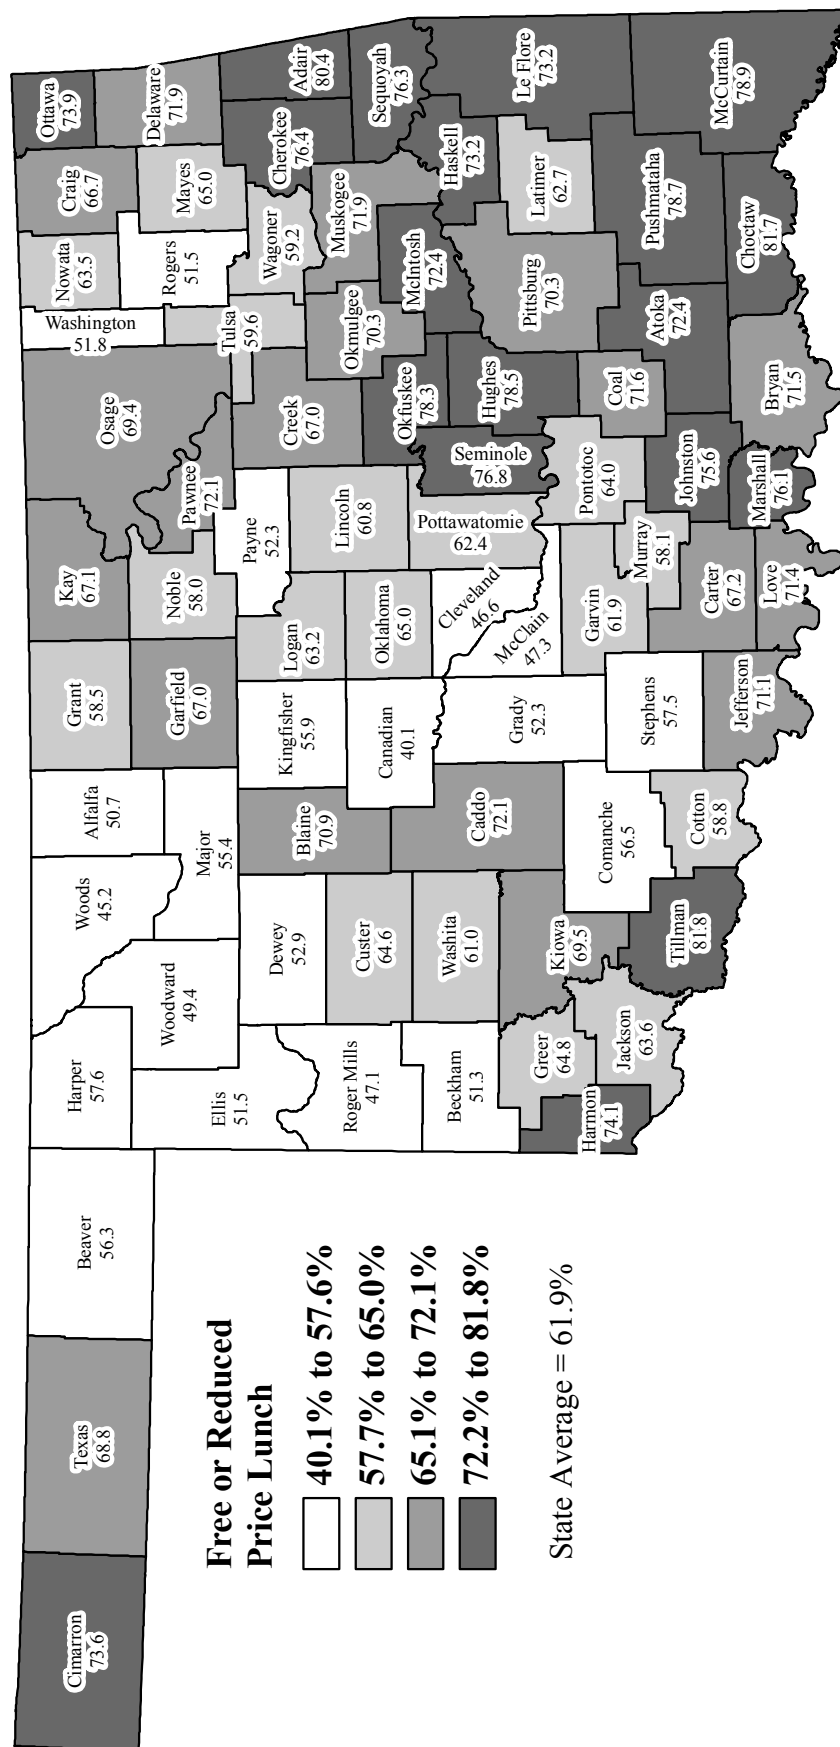 Cimarron
73.6
Texas
68.8
Beaver
56.3
Harper
57.6
Woods
45.2
Alfalfa
50.7
Grant
58.5
Kay
67.1
Osage
69.4
Washington
51.8
Nowata
63.5
Craig
66.7
Ottawa
73.9
Ellis
51.5
Woodward
49.4
Major
55.4
Garfield
67.0
Noble
58.0
Pawnee
72.1
Rogers
51.5
Mayes
65.0
Delaware
71.9
Tulsa
59.6
Payne
52.3
Creek
67.0
Wagoner
59.2
Cherokee
76.4
Adair
80.4
Dewey
52.9
Blaine
70.9
Kingfisher
55.9
Logan
63.2
Lincoln
60.8
Okmulgee
70.3
Muskogee
71.9
Sequoyah
76.3
Roger Mills
47.1
Custer
64.6
Canadian
40.1
Oklahoma
65.0
Okfuskee
78.3
McIntosh
72.4
Haskell
73.2
Le Flore
73.2
Beckham
51.3
Washita
61.0
Caddo
72.1
Grady
52.3
Cleveland
46.6
McClain
47.3
Pottawatomie
62.4
Seminole
76.8
Hughes
78.5
Pittsburg
70.3
Latimer
62.7
Greer
64.8
Kiowa
69.5
Comanche
56.5
Garvin
61.9
Pontotoc
64.0
Coal
71.6
Harmon
74.1
Jackson
63.6
Tillman
81.8
Cotton
58.8
Stephens
57.5
Murray
58.1
Johnston
75.6
Atoka
72.4
Pushmataha
78.7
McCurtain
78.9
Jefferson
71.1
Carter
67.2
Love
71.4
Marshall
76.1
Bryan
71.5
Choctaw
81.7
Free or Reduced
Price Lunch
40.1% to 57.6%
57.7% to 65.0%
65.1% to 72.1%
72.2% to 81.8%
State Average = 61.9%